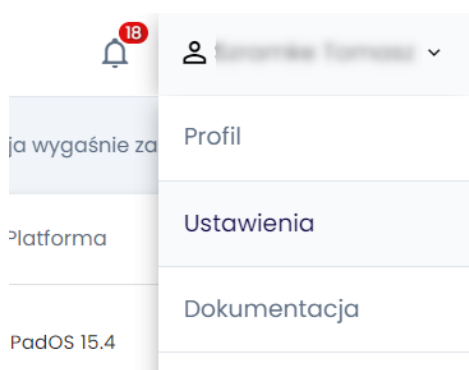 18
Profil
ja wygaśnie za
Ustawienia
Platforma
Dokumentacja
PadOS 15.4